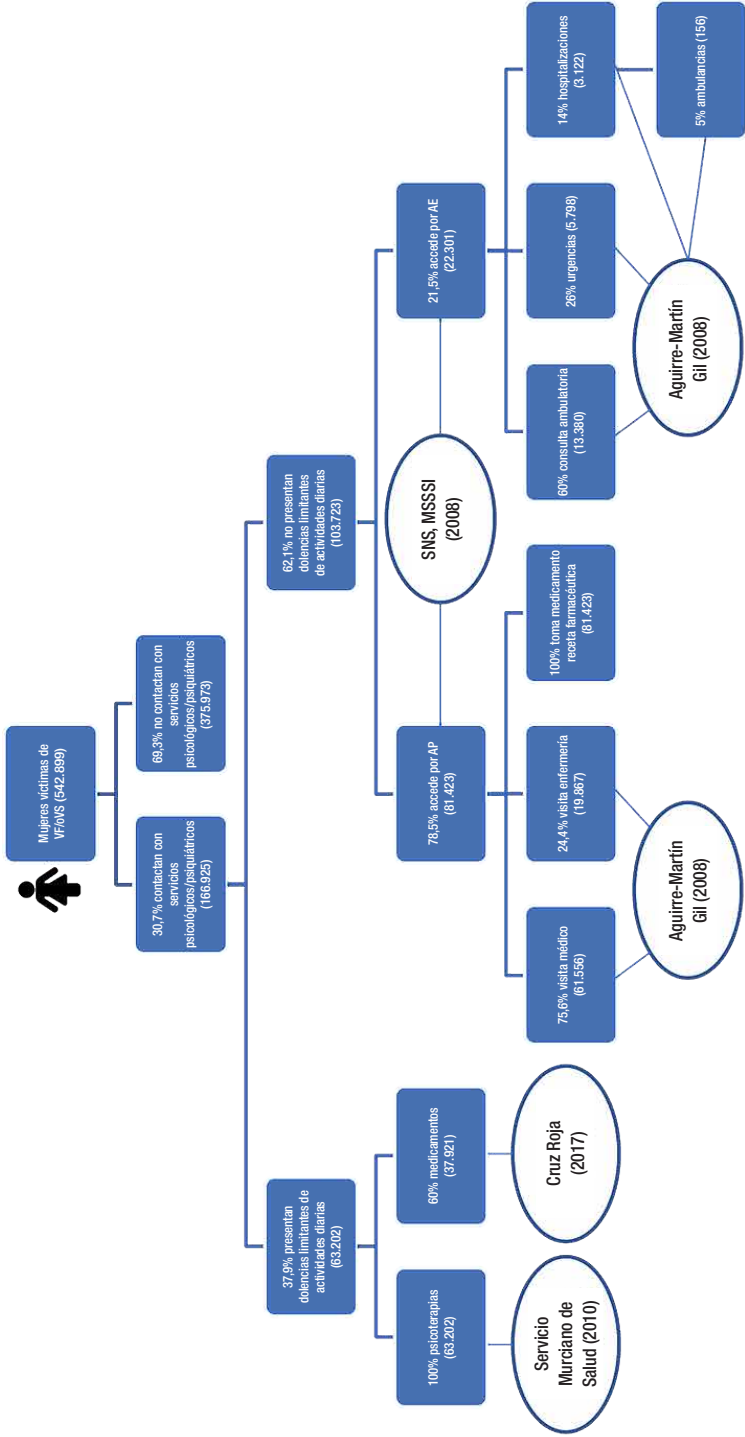 Mujeres víctimas de
VF/oVS (542.899)
30,7% contactan con
servicios
psicológicos/psiquiátricos
(166.925)
69,3% no contactan con
servicios
psicológicos/psiquiátricos
(375.973)
37,9% presentan
dolencias limitantes de
actividades diarias
(63.202)
62,1% no presentan
dolencias limitantes
de actividades diarias
(103.723)
SNS, MSSSI
(2008)
100% psicoterapias
(63.202)
60% medicamentos
(37.921)
78,5% accede por AP
(81.423)
21,5% accede por AE
(22.301)
Servicio
Murciano de
Salud (2010)
Cruz Roja
(2017)
75,6% visita médico
(61.556)
24,4% visita enfermería
(19.867)
100% toma medicamento
receta farmacéutica
(81.423)
60% consulta ambulatoria
(13.380)
26% urgencias (5.798)
14% hospitalizaciones
(3.122)
Aguirre-Martín
Gil (2008)
Aguirre-Martín
Gil (2008)
5% ambulancias (156)